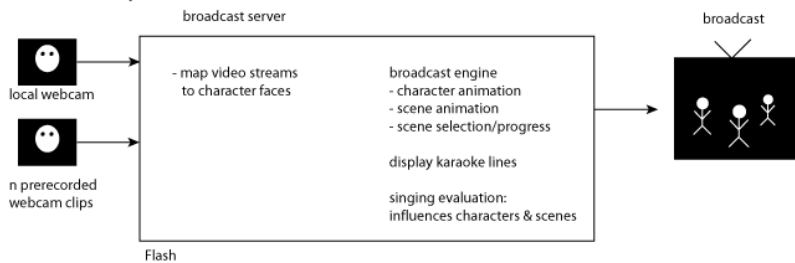 broadcast server
broadcast
local webcam
n prerecorded
webcam clips
- map video streams
to character faces
broadcast engine
- character animation
- scene animation
- scene selection/progress
display karaoke lines
singing evaluation:
influences characters & scenes
Flash